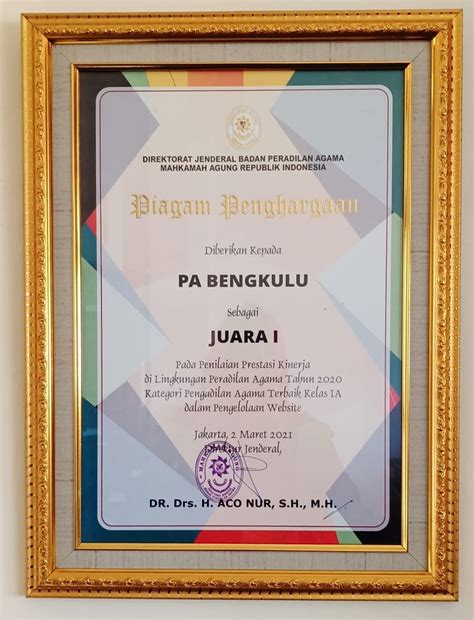 DIREKTORAT JENDERAL BADAN PERADILAN AGAMA
MAHKAMAH AGUNG REPUBLIK INDONESIA
Piagam Penghargaan
Diberikan Kepada
PA BENGKULU
Sebagai
JUARA I
Pada Penilaian Prestasi Kinerja
di Lingkungan Peradilan Agama Tahun 2020
Kategori Pengadilan Agama Terbaik Kelas IA
dalam Pengelolaan Website
Jakarta, 2 Maret 2021
Direktur Jenderal,
DR. Drs. H. ACO NUR, S.H., M.H.